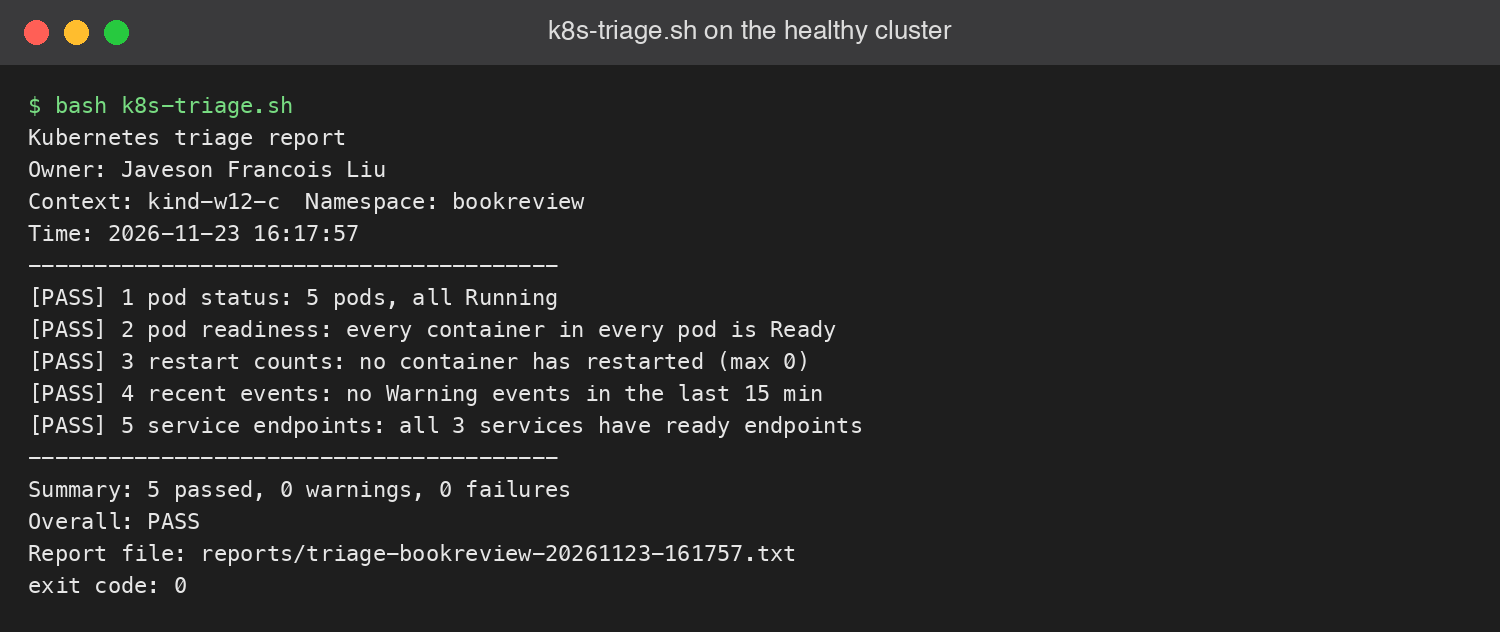 k8s-triage.sh on the healthy cluster
$ bash k8s-triage.sh
Kubernetes triage report
Owner: Javeson Francois Liu
Context: kind-w12-c  Namespace: bookreview
Time: 2026-11-23 16:17:57
----------------------------------------
[PASS] 1 pod status: 5 pods, all Running
[PASS] 2 pod readiness: every container in every pod is Ready
[PASS] 3 restart counts: no container has restarted (max 0)
[PASS] 4 recent events: no Warning events in the last 15 min
[PASS] 5 service endpoints: all 3 services have ready endpoints
----------------------------------------
Summary: 5 passed, 0 warnings, 0 failures
Overall: PASS
Report file: reports/triage-bookreview-20261123-161757.txt
exit code: 0